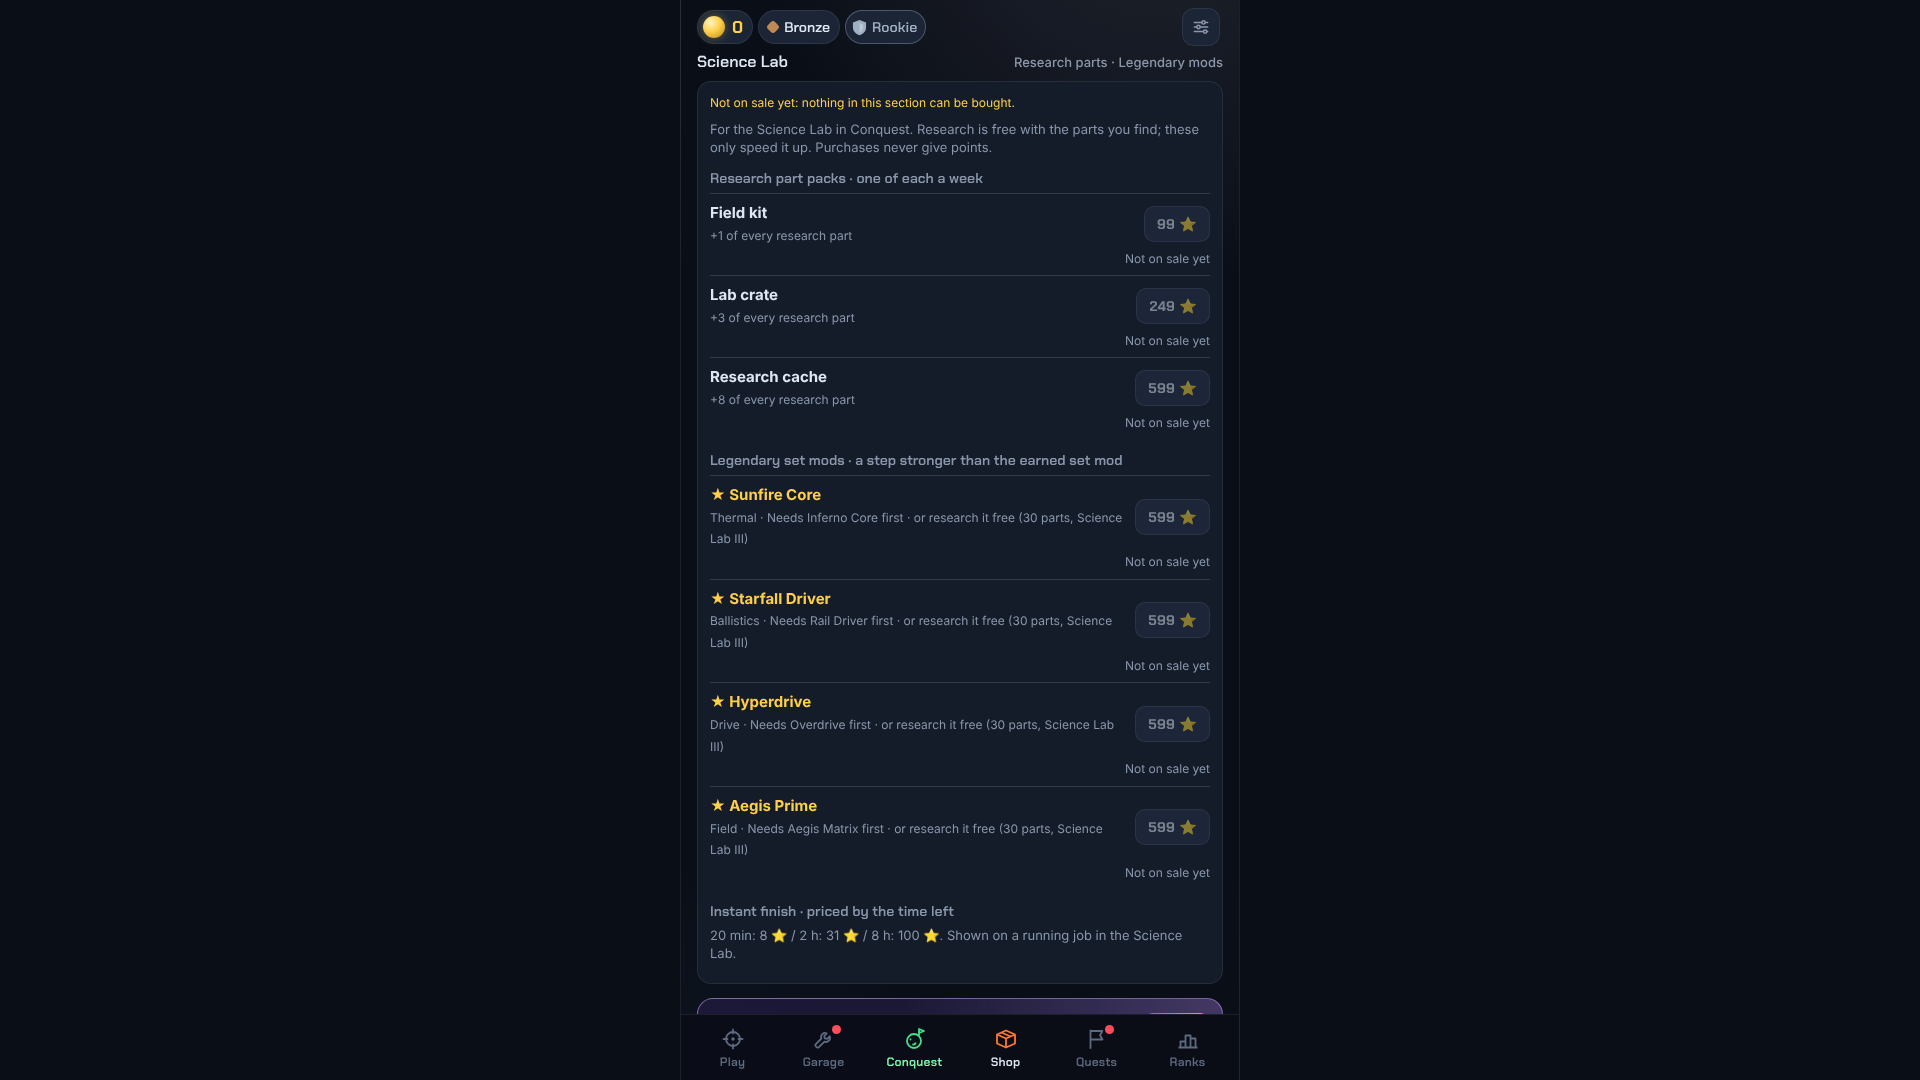 0 Bronze Rookie
Science Lab Research parts · Legendary mods
Not on sale yet: nothing in this section can be bought.
For the Science Lab in Conquest. Research is free with the parts you find; these
only speed it up. Purchases never give points.
Research part packs · one of each a week
Field kit
99
+1 of every research part
Not on sale yet
Lab crate
249
+3 of every research part
Not on sale yet
Research cache
599
+8 of every research part
Not on sale yet
Legendary set mods · a step stronger than the earned set mod
★ Sunfire Core
Thermal · Needs Inferno Core first · or research it free (30 parts, Science
Lab III)
599
Not on sale yet
★ Starfall Driver
Ballistics · Needs Rail Driver first · or research it free (30 parts, Science
Lab III)
599
Not on sale yet
★ Hyperdrive
Drive · Needs Overdrive first · or research it free (30 parts, Science Lab
III)
599
Not on sale yet
★ Aegis Prime
Field · Needs Aegis Matrix first · or research it free (30 parts, Science
Lab III)
599
Not on sale yet
Instant finish · priced by the time left
20 min: 8 ⭐ / 2 h: 31 ⭐ / 8 h: 100 ⭐. Shown on a running job in the Science
Lab.
Play Garage Conquest Shop Quests Ranks